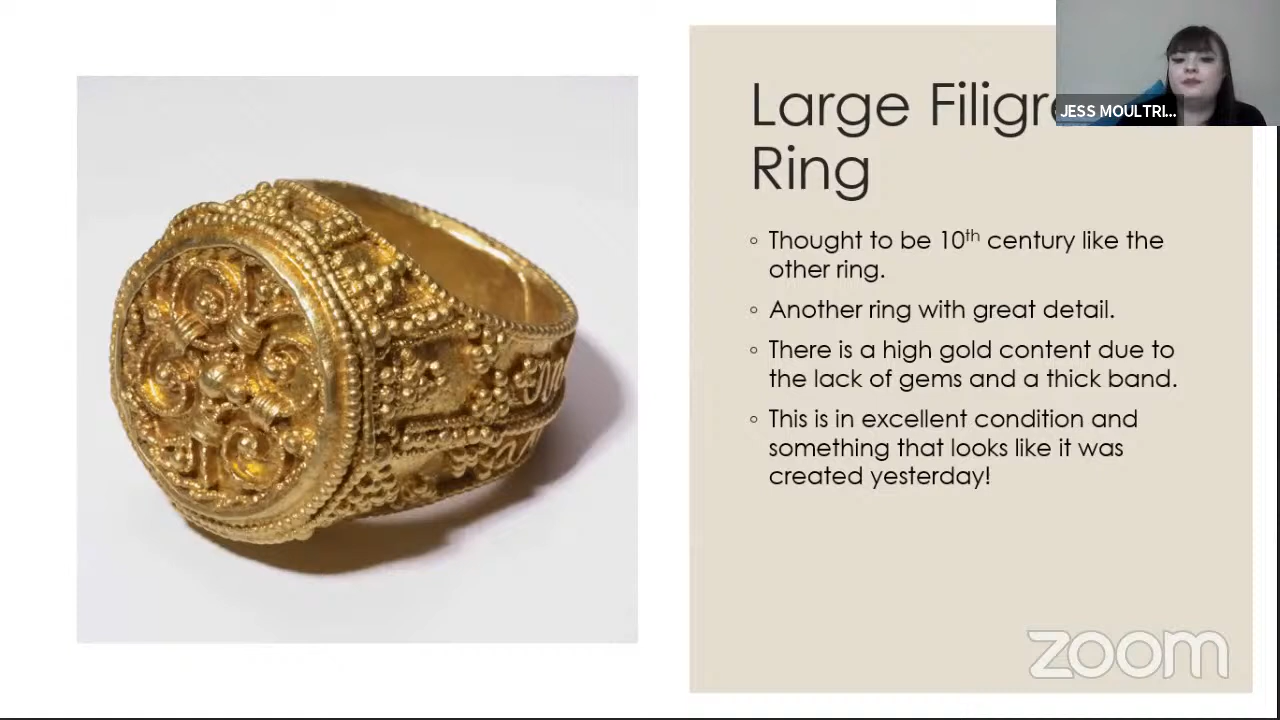 Large
Ring
JESS MOULTRI...
◦ Thought to be 10th century like the
other ring.
◦ Another ring with great detail.
◦ There is a high gold content due to
the lack of gems and a thick band.
◦ This is in excellent condition and
something that looks like it was
created yesterday!
zoom